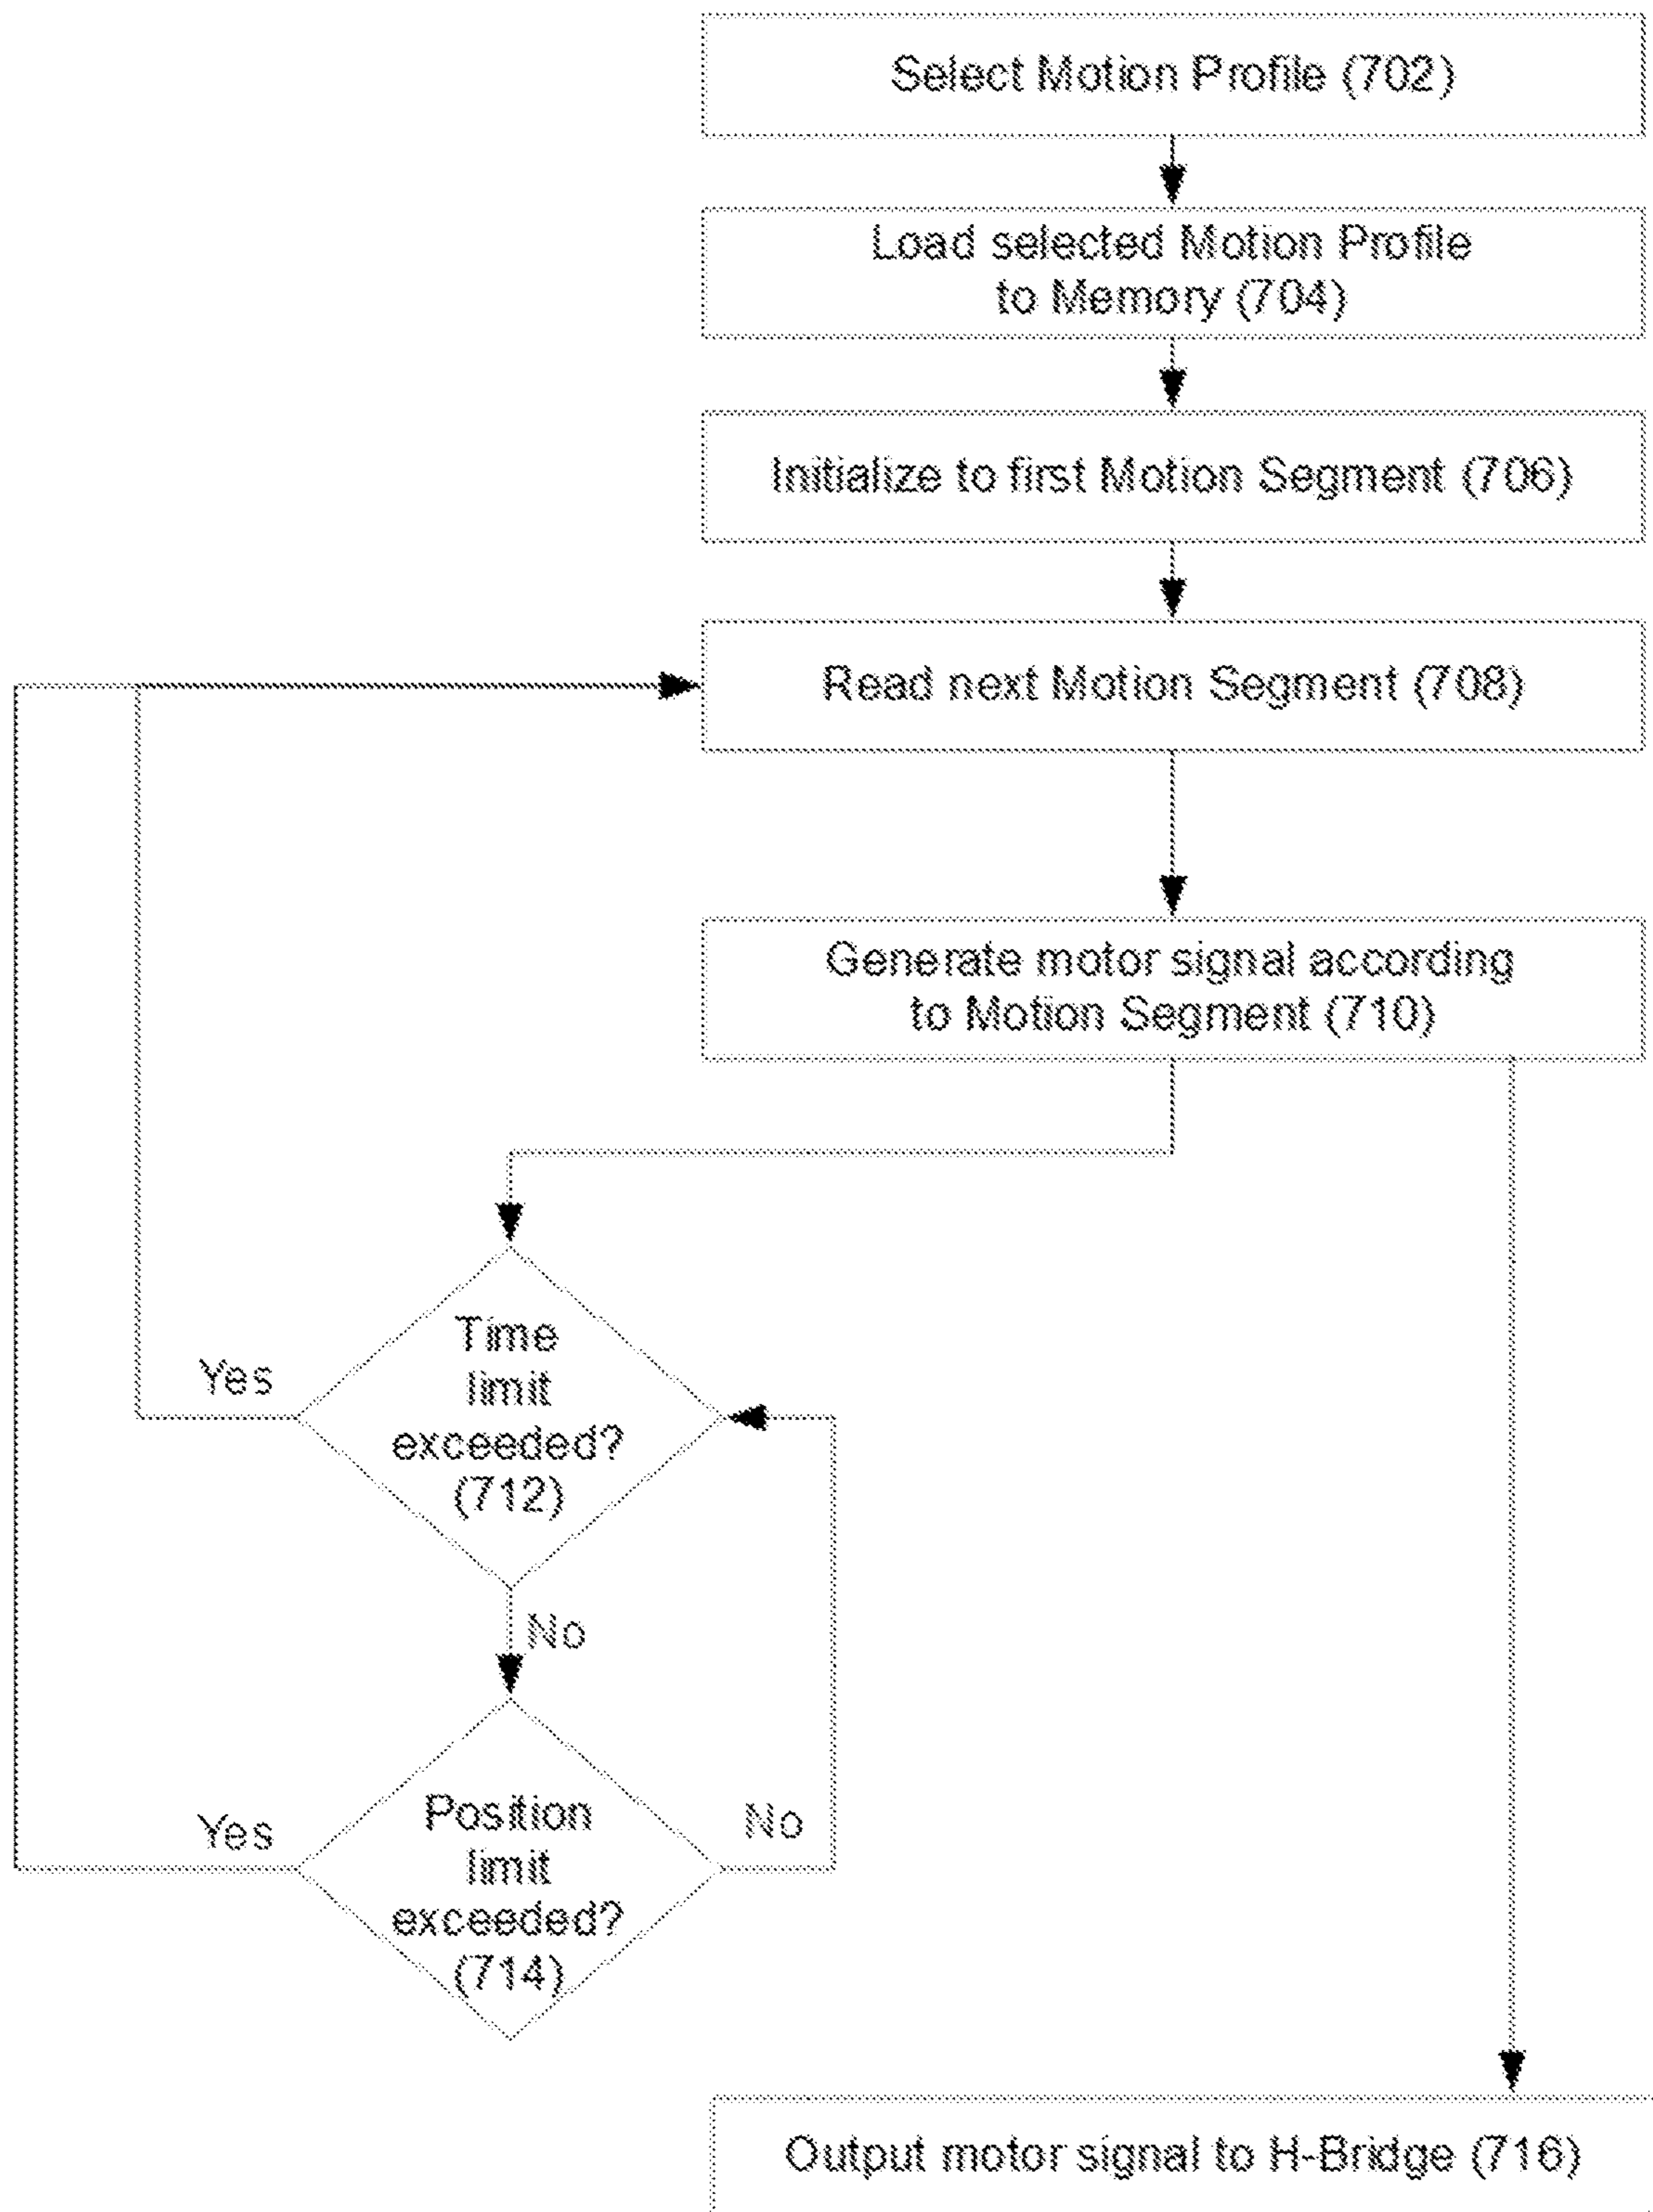 Select Motion Profile (702)
Load selected Motion Profile
to Memory (704)
Initialize to first Motion Segment (706)
Read next Motion Segment (708)
Generate motor signal according
to Motion Segment (710)
Time
limit
exceeded?
(712)
Yes
No
Position
limit
exceeded?
(714)
Yes
No
Output motor signal to H-Bridge (716)